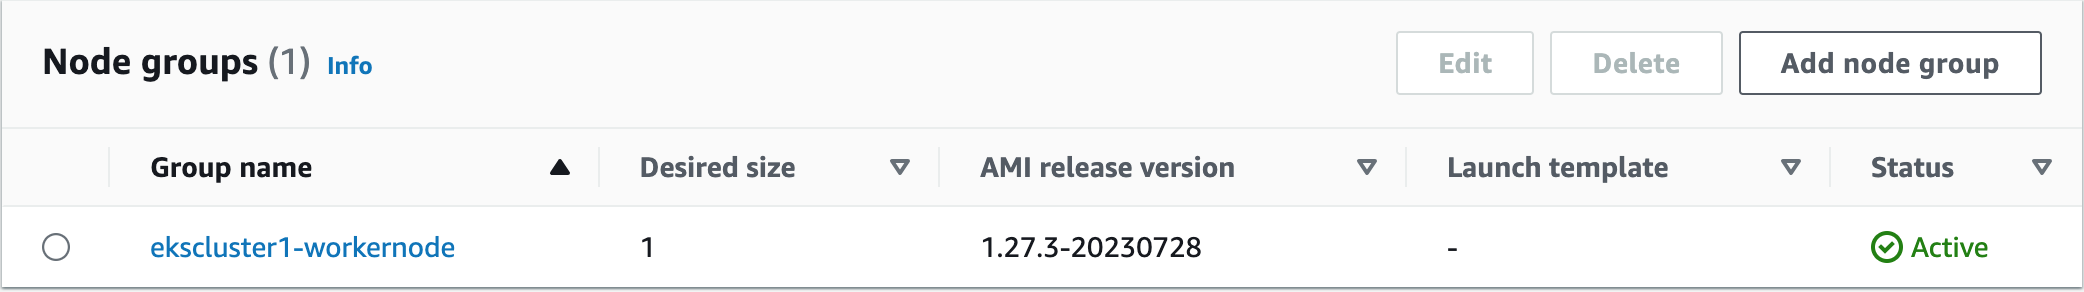 Node groups (1) Info Edit Delete Add node group
Group name Desired size AMI release version Launch template Status
ekscluster1-workernode 1 1.27.3-20230728 - Active